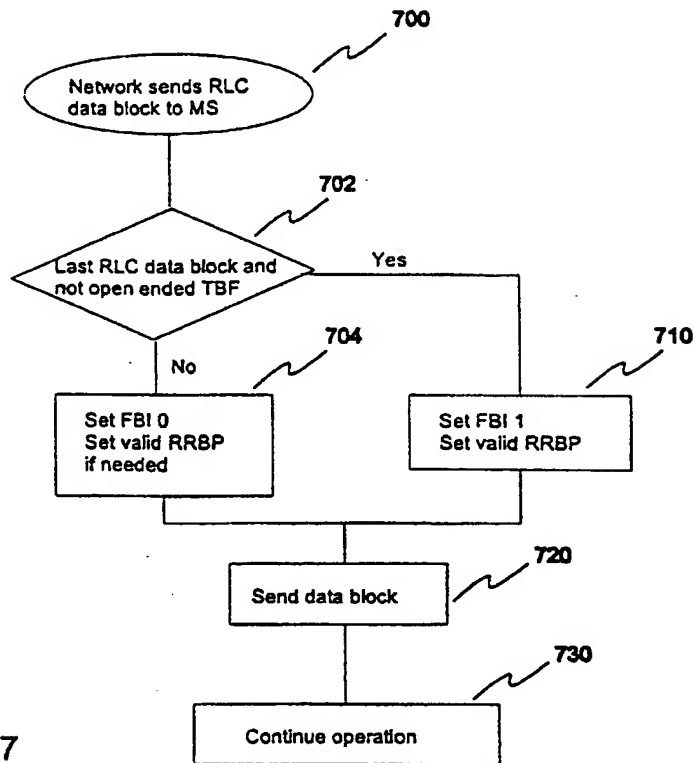 700
Network sends RLC
data block to MS
702
Last RLC data block and
not open ended TBF
Yes
No
704
710
Set FBI 0
Set valid RRBP
if needed
Set FBI 1
Set valid RRBP
720
Send data block
730
Continue operation
7